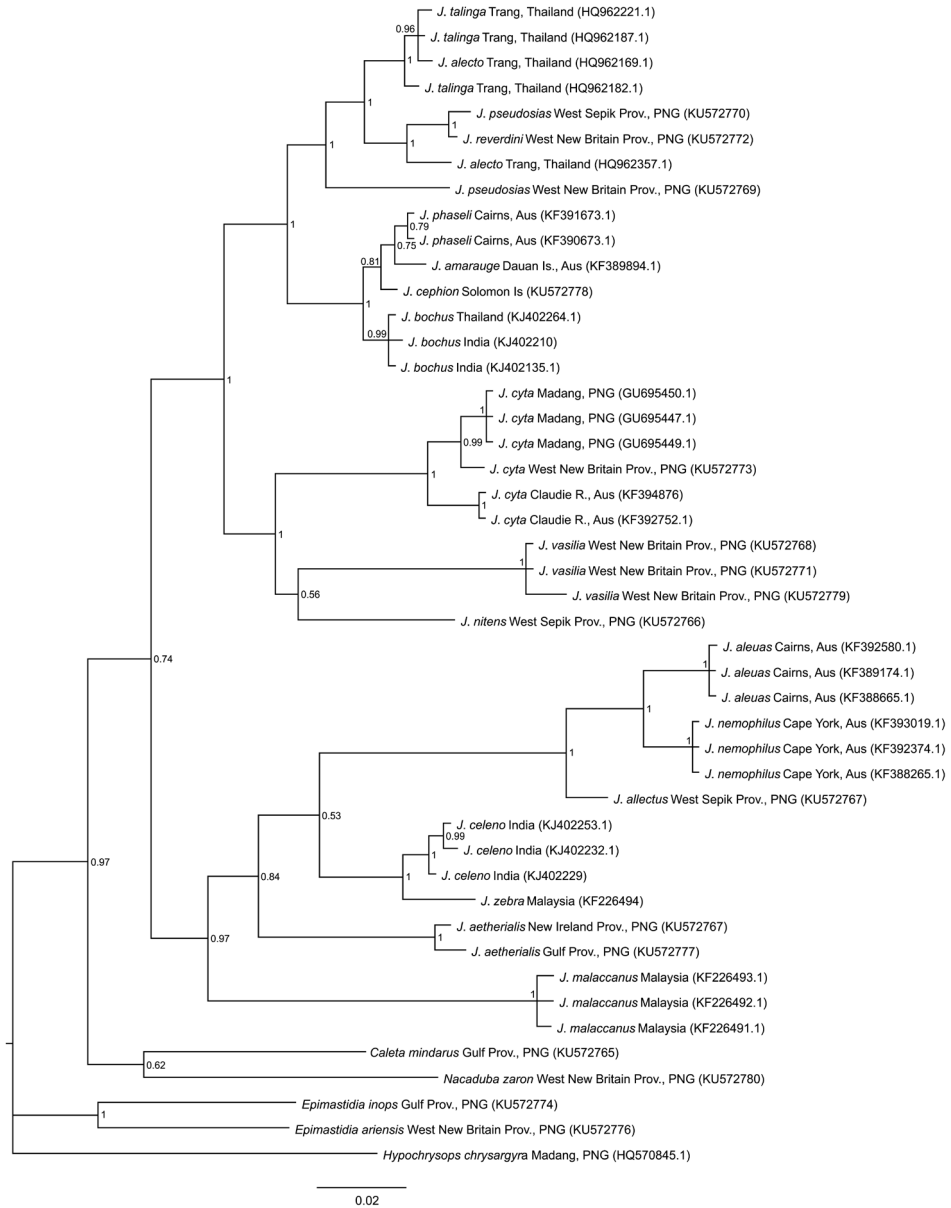 J. talinga Trang, Thailand (HQ962221.1)
0.96
J. talinga Trang, Thailand (HQ962187.1)
J. alecto Trang, Thailand (HQ962169.1)
1
J. talinga Trang, Thailand (HQ962182.1)
1
J. pseudosias West Sepik Prov., PNG (KU572770)
1
J. reverdini West New Britain Prov., PNG (KU572772)
1
1
J. alecto Trang, Thailand (HQ962357.1)
J. pseudosias West New Britain Prov., PNG (KU572769)
1
J. phaseli Cairns, Aus (KF391673.1)
0.79
J. phaseli Cairns, Aus (KF390673.1)
0.75
J. amarauge Dauan Is., Aus (KF389894.1)
0.81
J. cephion Solomon Is (KU572778)
1
J. bochus Thailand (KJ402264.1)
0.99
J. bochus India (KJ402210)
J. bochus India (KJ402135.1)
1
J. cyta Madang, PNG (GU695450.1)
1
J. cyta Madang, PNG (GU695447.1)
J. cyta Madang, PNG (GU695449.1)
0.99
J. cyta West New Britain Prov., PNG (KU572773)
1
J. cyta Claudie R., Aus (KF394876)
1
J. cyta Claudie R., Aus (KF392752.1)
1
J. vasilia West New Britain Prov., PNG (KU572768)
1
J. vasilia West New Britain Prov., PNG (KU572771)
J. vasilia West New Britain Prov., PNG (KU572779)
0.56
J. nitens West Sepik Prov., PNG (KU572766)
0.74
J. aleuas Cairns, Aus (KF392580.1)
1
J. aleuas Cairns, Aus (KF389174.1)
J. aleuas Cairns, Aus (KF388665.1)
1
J. nemophilus Cape York, Aus (KF393019.1)
1
J. nemophilus Cape York, Aus (KF392374.1)
J. nemophilus Cape York, Aus (KF388265.1)
1
J. allectus West Sepik Prov., PNG (KU572767)
0.53
J. celeno India (KJ402253.1)
0.99
J. celeno India (KJ402232.1)
1
J. celeno India (KJ402229)
1
J. zebra Malaysia (KF226494)
0.84
J. aetherialis New Ireland Prov., PNG (KU572767)
1
J. aetherialis Gulf Prov., PNG (KU572777)
0.97
J. malaccanus Malaysia (KF226493.1)
1
J. malaccanus Malaysia (KF226492.1)
J. malaccanus Malaysia (KF226491.1)
0.97
Caleta mindarus Gulf Prov., PNG (KU572765)
0.62
Nacaduba zaron West New Britain Prov., PNG (KU572780)
Epimastidia inops Gulf Prov., PNG (KU572774)
1
Epimastidia ariensis West New Britain Prov., PNG (KU572776)
Hypochrysops chrysargyra Madang, PNG (HQ570845.1)
0.02